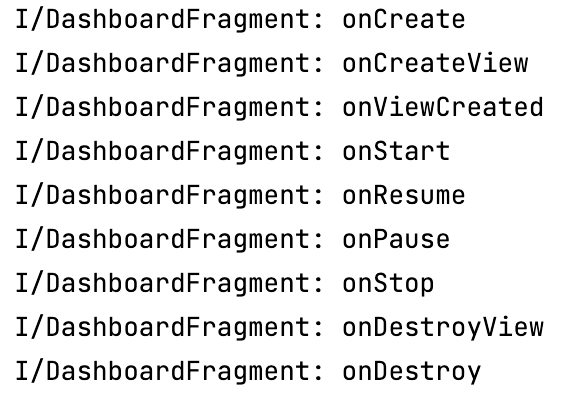 I/DashboardFragment: onCreate
I/DashboardFragment: onCreateView
I/DashboardFragment: onViewCreated
I/DashboardFragment: onStart
I/DashboardFragment: onResume
I/DashboardFragment: onPause
I/DashboardFragment: onStop
I/DashboardFragment: onDestroyView
I/DashboardFragment: onDestroy